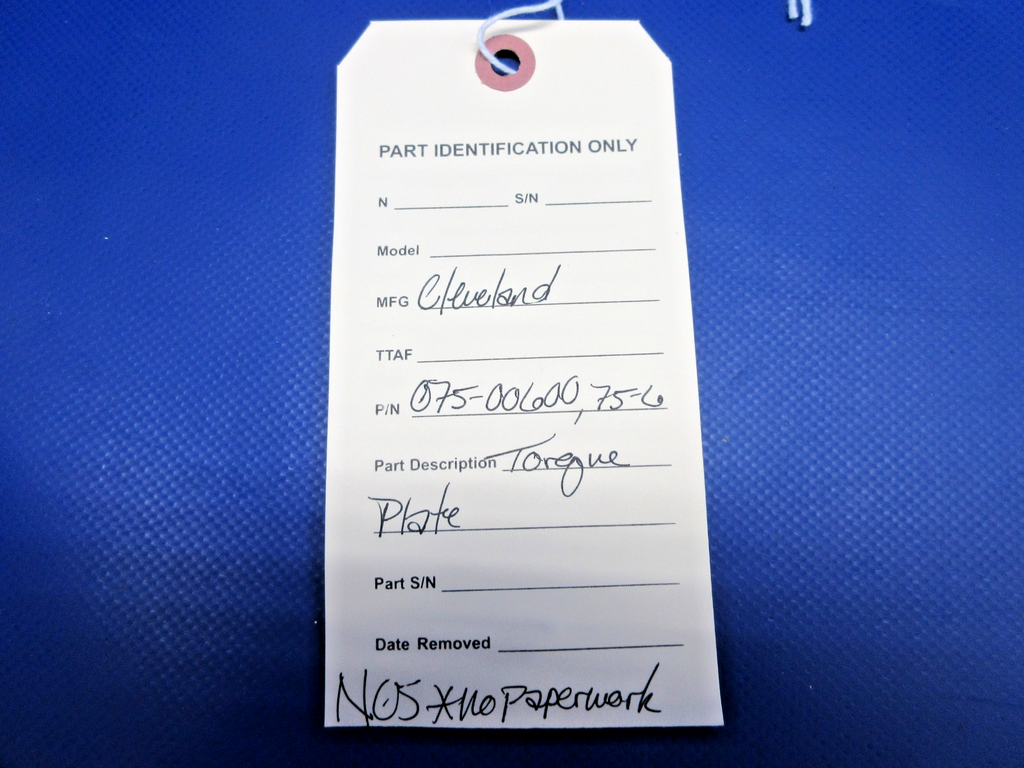 PART IDENTIFICATION ONLY
N S/N
Model
MFG Cleveland
TTAF
P/N 075-00600, 75-6
Part Description Torque
Plate
Part S/N
Date Removed
NOS *no paperwork